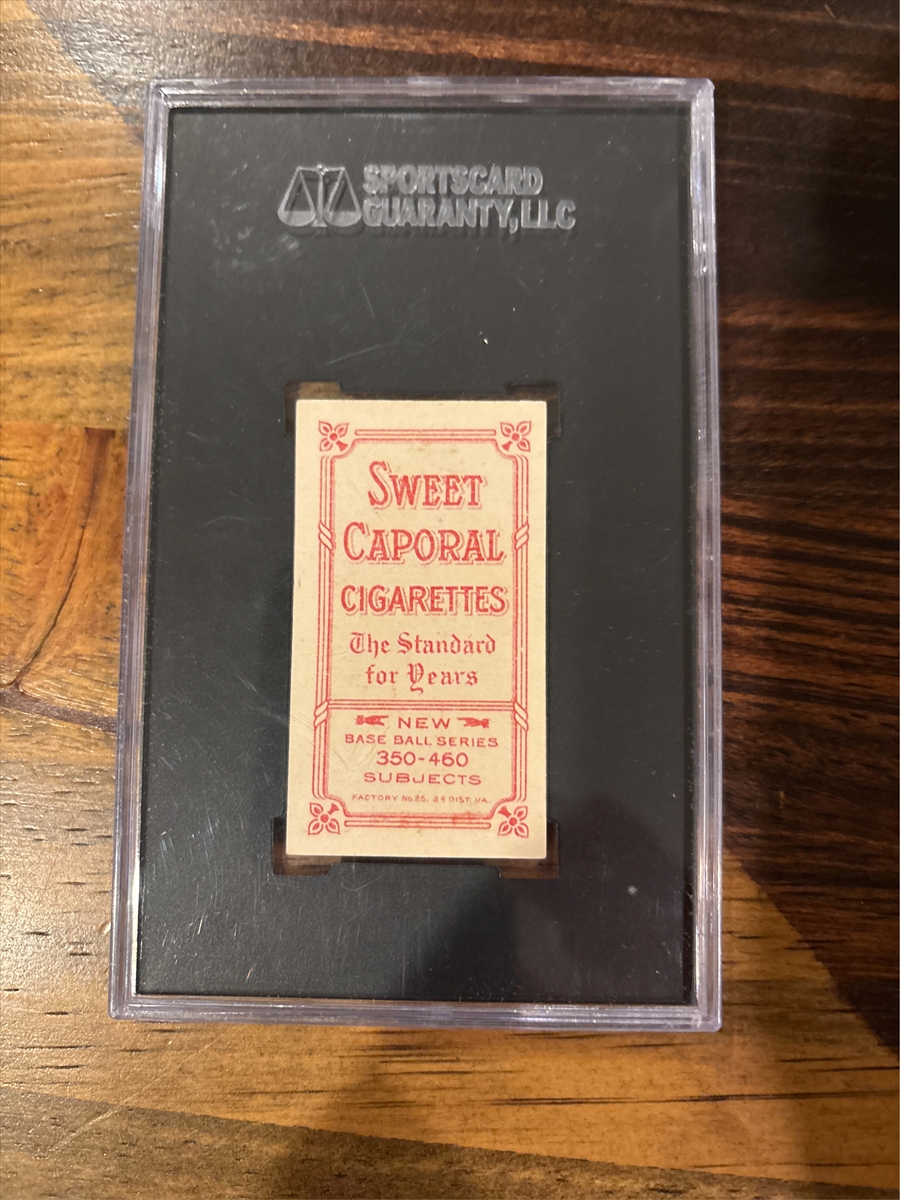 SPORTSCARD
GUARANTY, LLC
SWEET
CAPORAL
CIGARETTES
The Standard
for Years
NEW
BASE BALL SERIES
350-460
SUBJECTS
FACTORY No. 25. 2d DIST. VA.